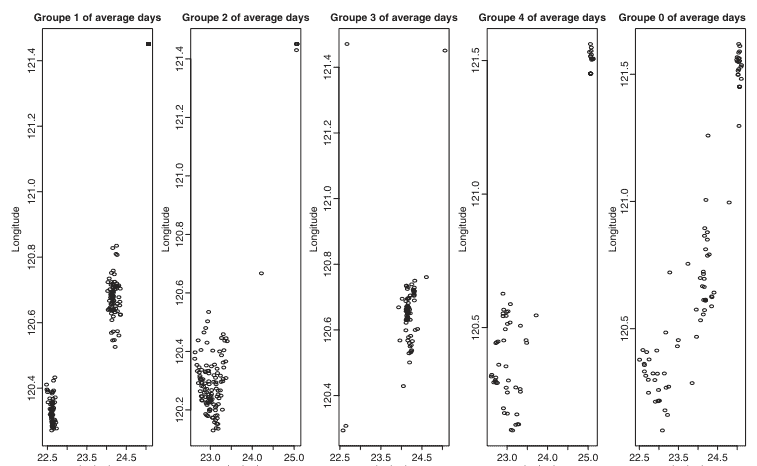 Groupe 1 of average days
Groupe 2 of average days
Groupe 3 of average days
Groupe 4 of average days
Groupe 0 of average days
Longitude
120.4 120.6 120.8 121.0 121.2 121.4
22.5 23.5 24.5
Longitude
120.2 120.4 120.6 120.8 121.0 121.2 121.4
23.0 24.0 25.0
Longitude
120.4 120.6 120.8 121.0 121.2 121.4
22.5 23.5 24.5
Longitude
120.5 121.0 121.5
22.5 23.5 24.5
Longitude
120.5 121.0 121.5
22.5 23.5 24.5